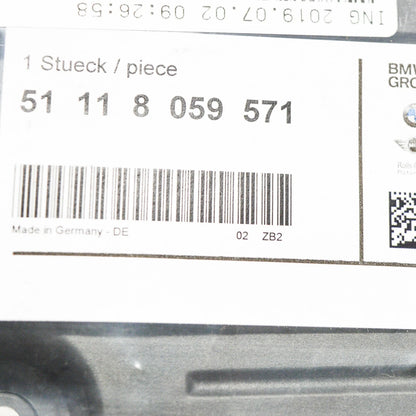 ING 2019.07.02 09:26:58
1 Stueck / piece
51 11 8 059 571
Made in Germany - DE
02 ZB2
BMW
GRO